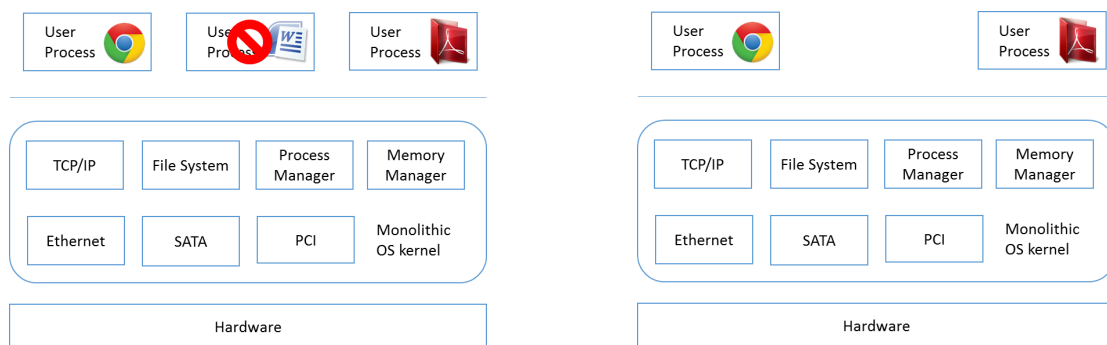 User
Process
User
Process
W
User
Process
User
Process
User
Process
TCP/IP
File System
Process
Manager
Memory
Manager
Ethernet
SATA
PCI
Monolithic
OS kernel
Hardware
TCP/IP
File System
Process
Manager
Memory
Manager
Ethernet
SATA
PCI
Monolithic
OS kernel
Hardware